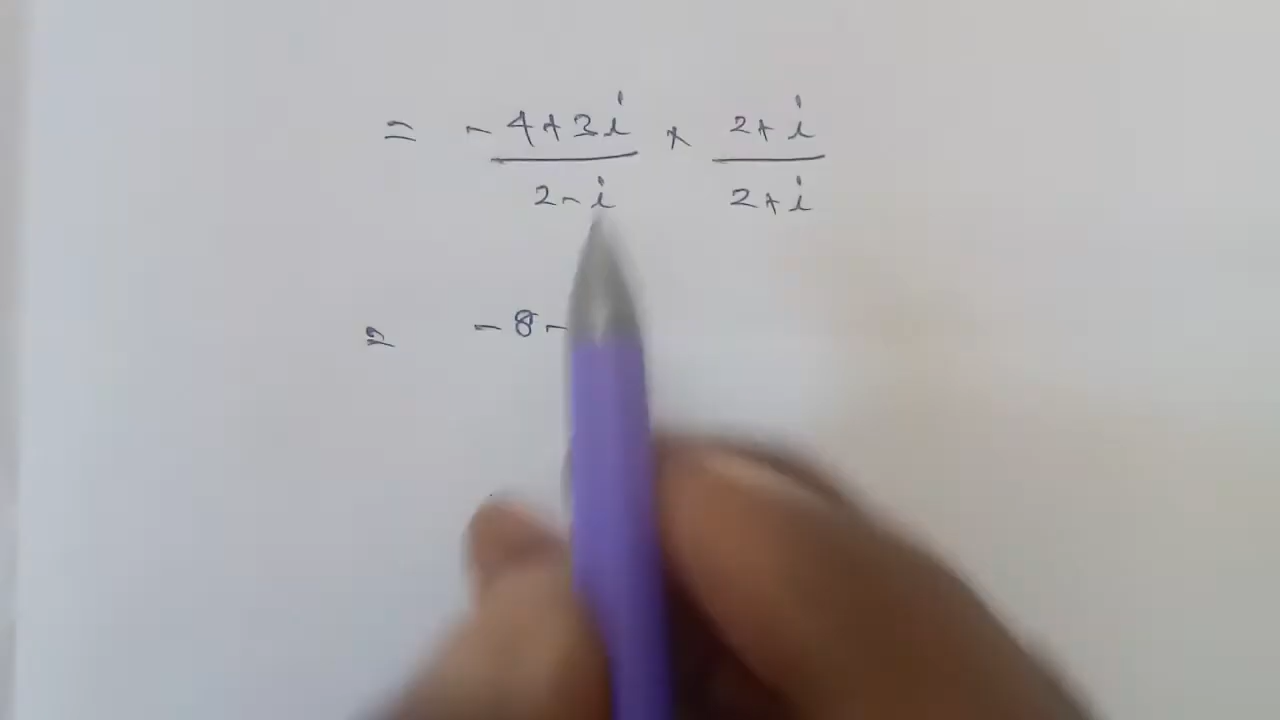 = -4+3i/2-i × 2+i/2+i
= -8-